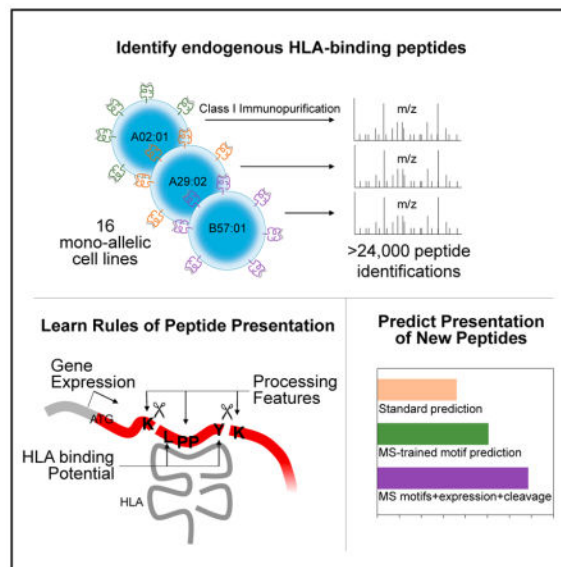 Identify endogenous HLA-binding peptides
Class I Immunopurification
m/z
A02:01
m/z
A29:02
m/z
B57:01
16
mono-allelic
cell lines
>24,000 peptide
identifications
Learn Rules of Peptide Presentation
Gene
Expression
Processing
Features
ATG
K
L
PP
Y
K
HLA binding
Potential
HLA
Predict Presentation
of New Peptides
Standard prediction
MS-trained motif prediction
MS motifs+expression+cleavage